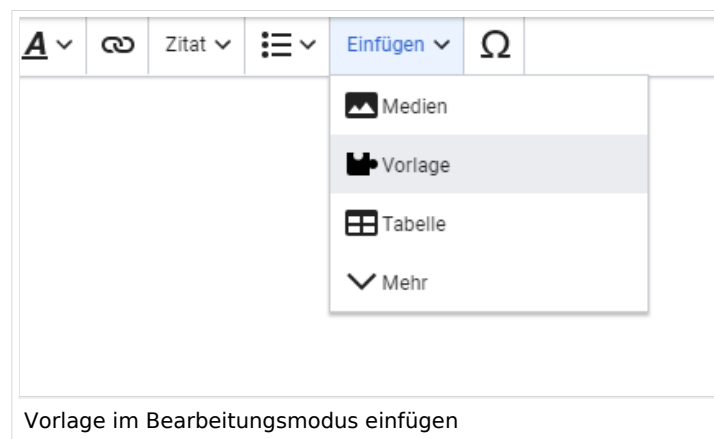 A Zitat Einfügen Ω
Medien
Vorlage
Tabelle
Mehr
Vorlage im Bearbeitungsmodus einfügen